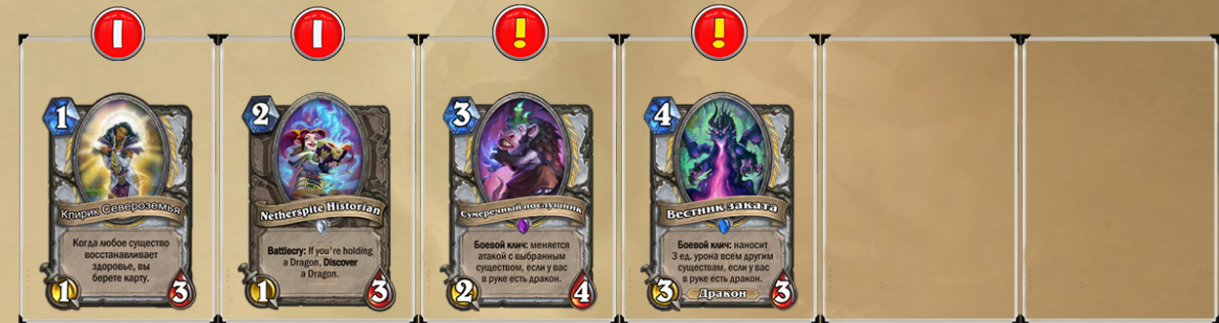 I
I
!
!
1
Клирик Североземья
Когда любое существо
восстанавливает
здоровье, вы
берете карту.
1
3
2
Netherspite Historian
Battlecry: If you're holding
a Dragon, Discover
a Dragon.
1
3
3
Сумеречный послушник
Боевой клич: меняется
атакой с выбранным
существом, если у вас
в руке есть дракон.
2
4
4
Вестник заката
Боевой клич: наносит
3 ед. урона всем другим
существам, если у вас
в руке есть дракон.
3
Дракон
3